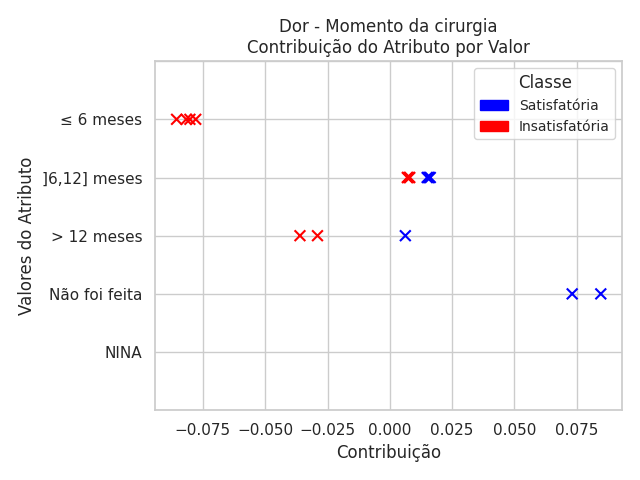 Dor - Momento da cirurgia
Contribuição do Atributo por Valor
Classe
Satisfatória
Insatisfatória
Valores do Atributo
≤ 6 meses
]6,12] meses
> 12 meses
Não foi feita
NINA
−0.075 −0.050 −0.025 0.000 0.025 0.050 0.075
Contribuição